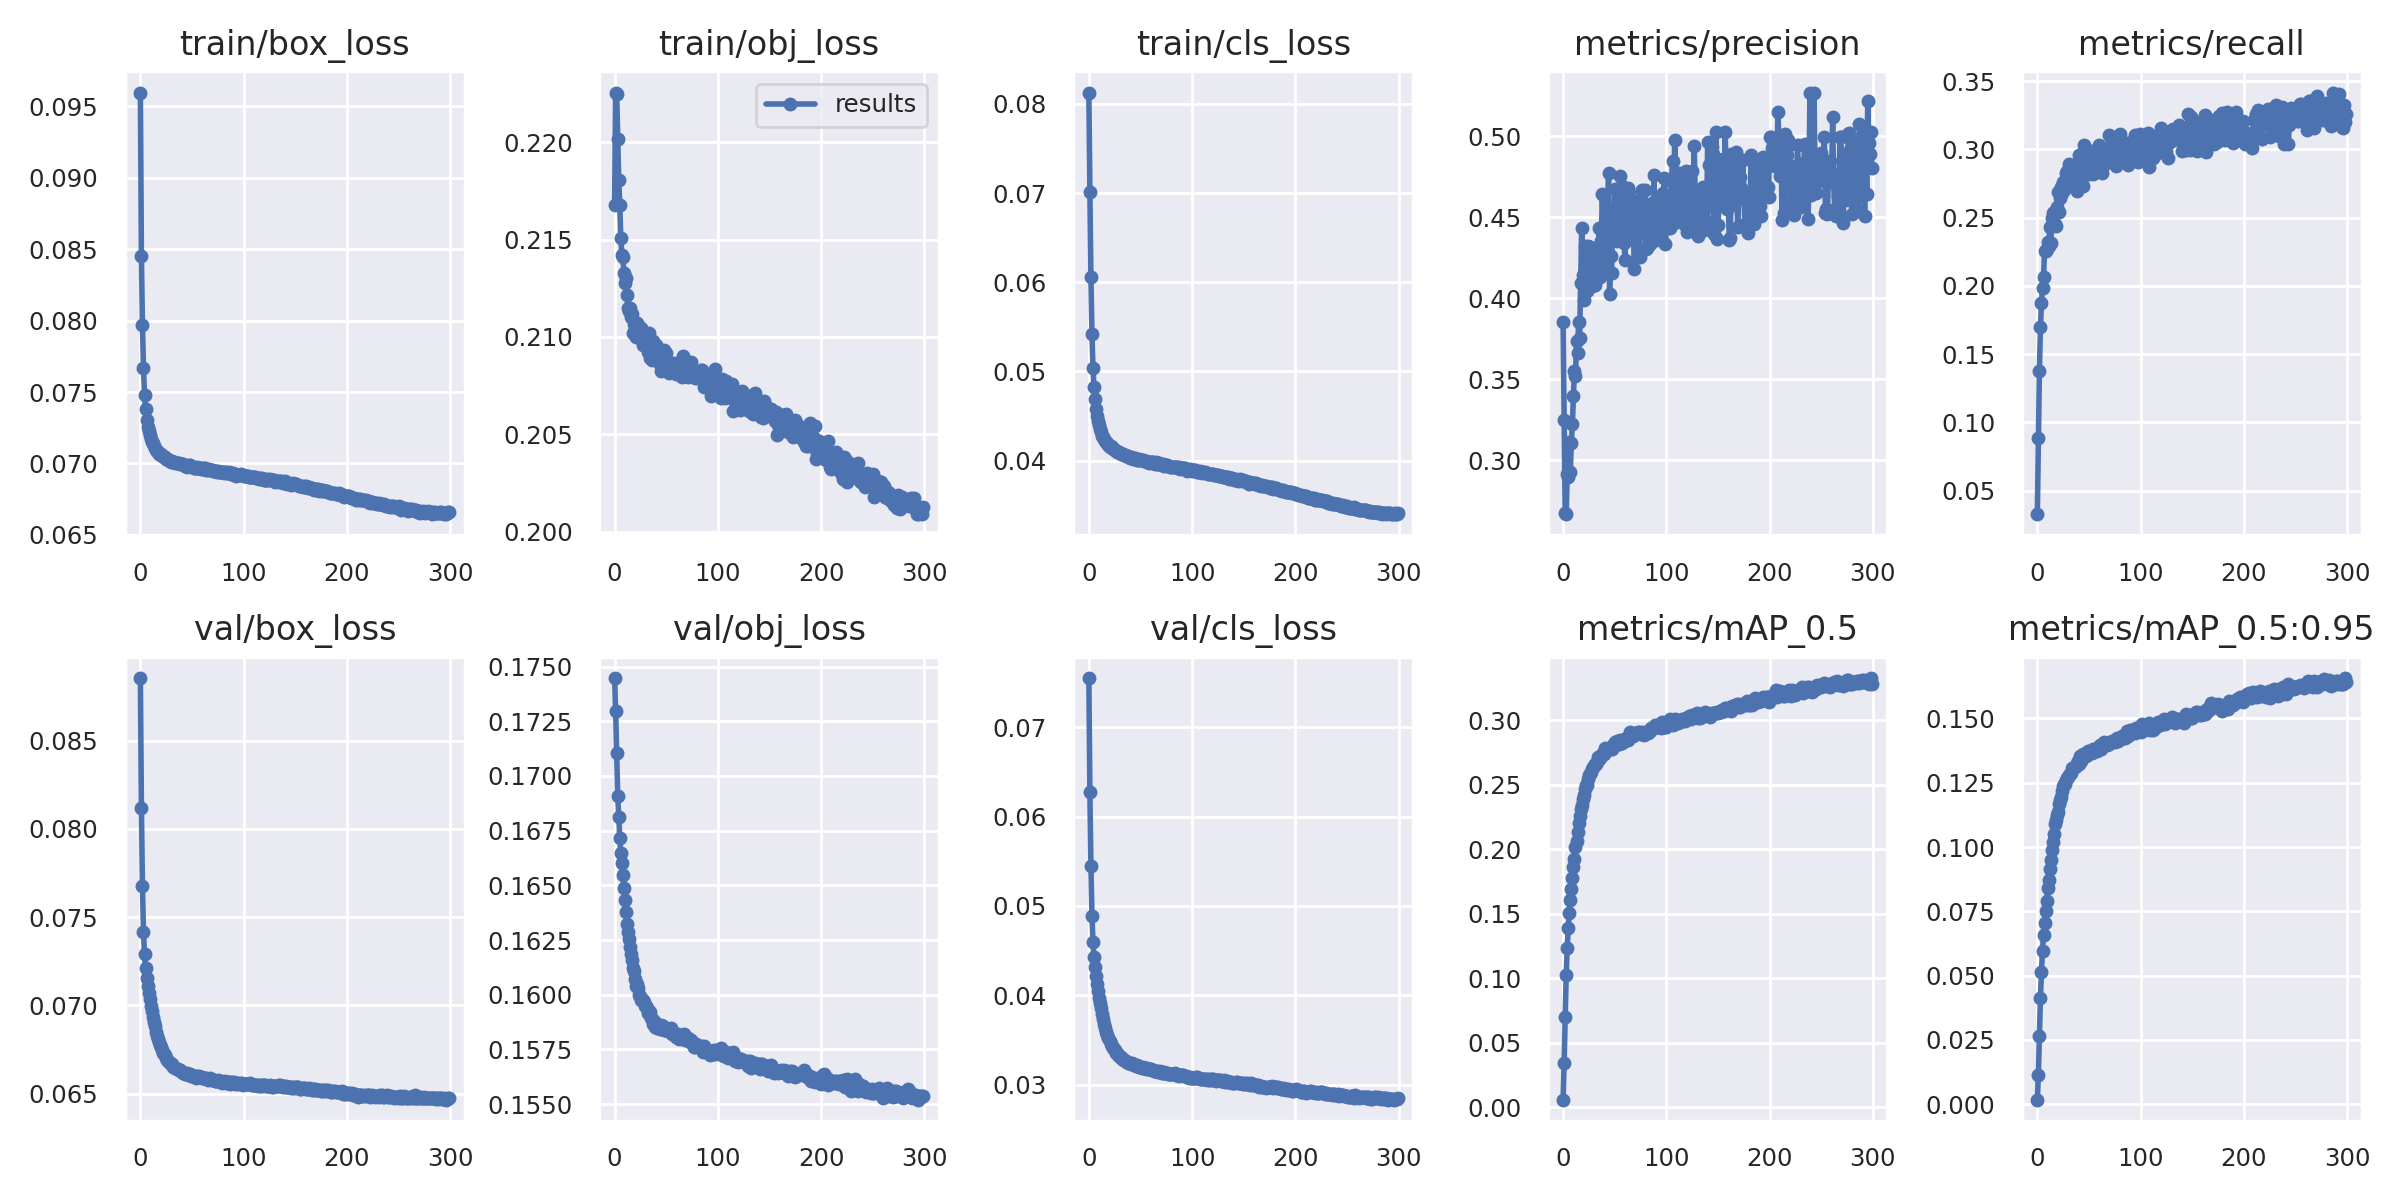 train/box_loss
0.095
0.090
0.085
0.080
0.075
0.070
0.065
0 100 200 300
train/obj_loss
results
0.220
0.215
0.210
0.205
0.200
0 100 200 300
train/cls_loss
0.08
0.07
0.06
0.05
0.04
0 100 200 300
metrics/precision
0.50
0.45
0.40
0.35
0.30
0 100 200 300
metrics/recall
0.35
0.30
0.25
0.20
0.15
0.10
0.05
0 100 200 300
val/box_loss
0.085
0.080
0.075
0.070
0.065
0 100 200 300
val/obj_loss
0.1750
0.1725
0.1700
0.1675
0.1650
0.1625
0.1600
0.1575
0.1550
0 100 200 300
val/cls_loss
0.07
0.06
0.05
0.04
0.03
0 100 200 300
metrics/mAP_0.5
0.30
0.25
0.20
0.15
0.10
0.05
0.00
0 100 200 300
metrics/mAP_0.5:0.95
0.150
0.125
0.100
0.075
0.050
0.025
0.000
0 100 200 300